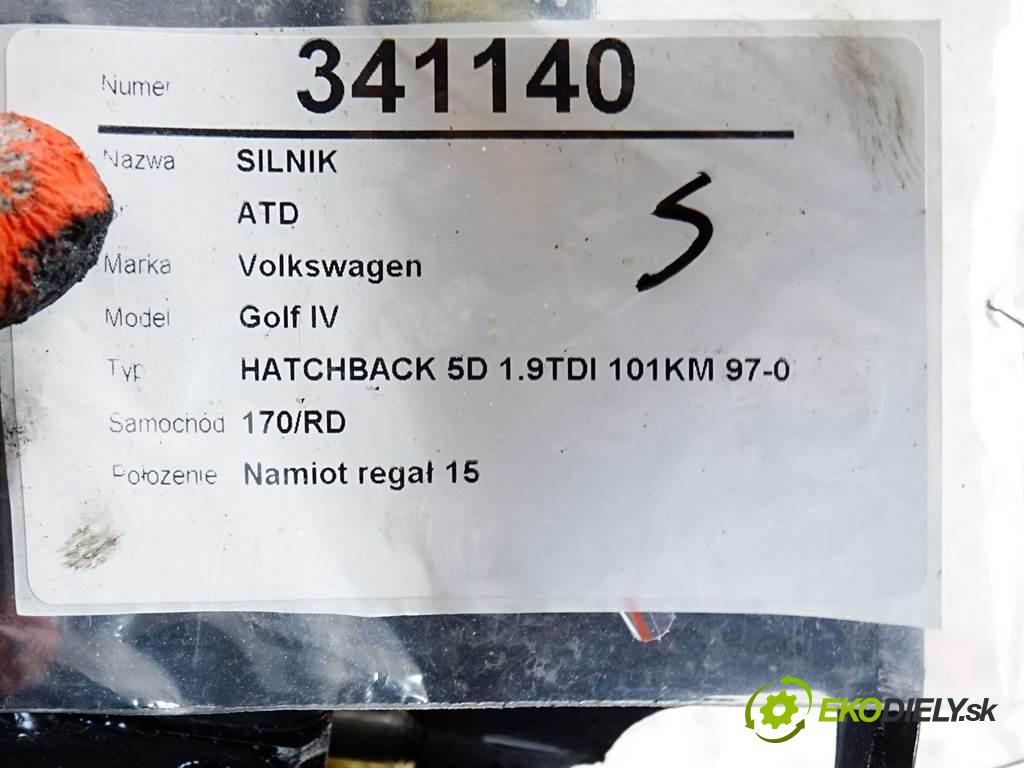 Numer 341140
Nazwa SILNIK
ATD
Marka Volkswagen
Model Golf IV
Typ HATCHBACK 5D 1.9TDI 101KM 97-0
Samochód 170/RD
Położenie Namiot regał 15
S
EKODIELY.sk